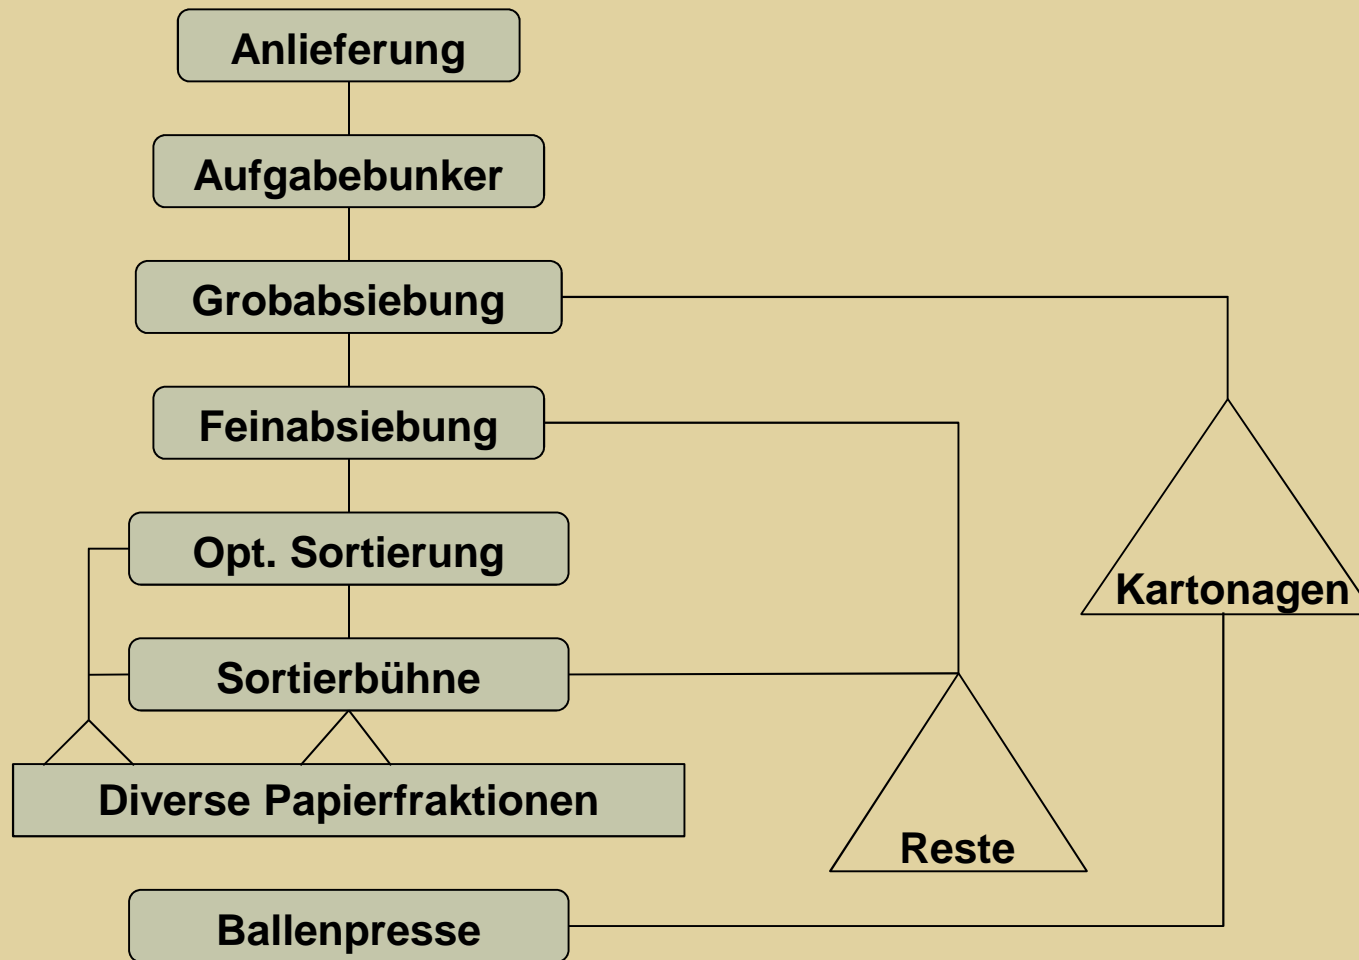 Anlieferung
Aufgabebunker
Grobabsiebung
Feinabsiebung
Opt. Sortierung
Kartonagen
Sortierbühne
Diverse Papierfraktionen
Reste
Ballenpresse